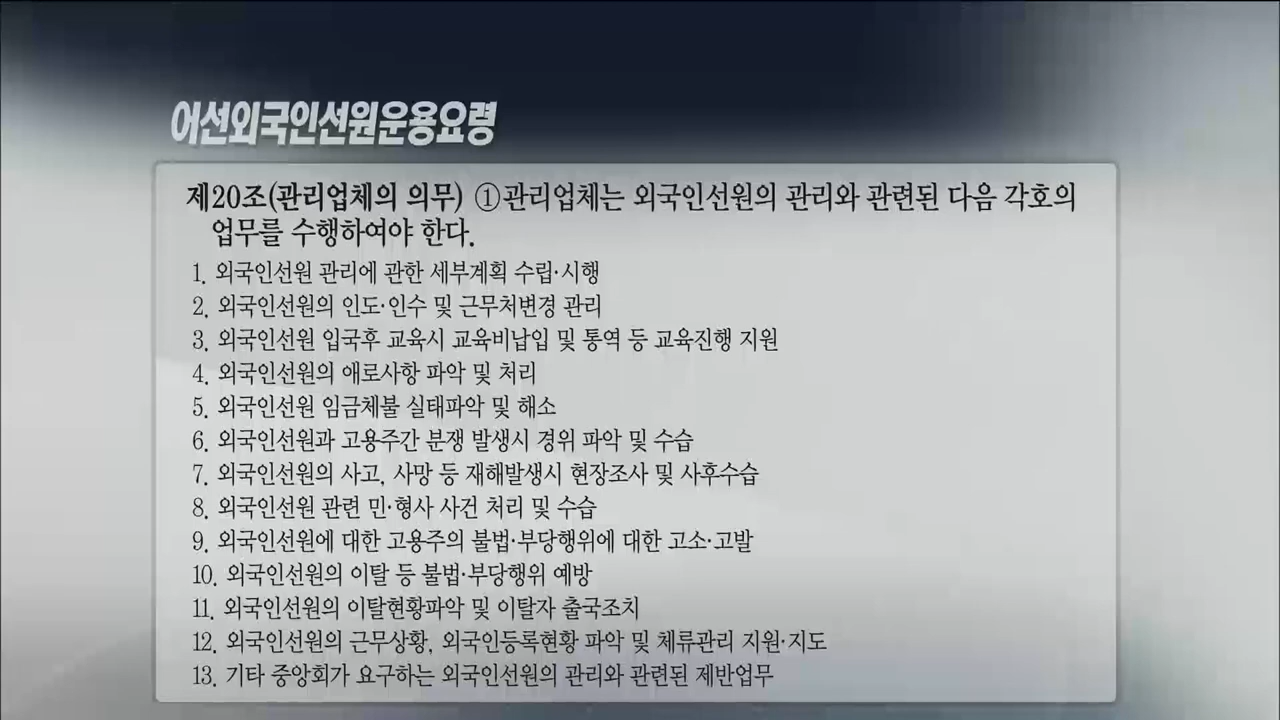 어선외국인선원운용요령
제20조(관리업체의 의무) ①관리업체는 외국인선원의 관리와 관련된 다음 각호의
업무를 수행하여야 한다.
1. 외국인선원 관리에 관한 세부계획 수립·시행
2. 외국인선원의 인도·인수 및 근무처변경 관리
3. 외국인선원 입국후 교육시 교육비납입 및 통역 등 교육진행 지원
4. 외국인선원의 애로사항 파악 및 처리
5. 외국인선원 임금체불 실태파악 및 해소
6. 외국인선원과 고용주간 분쟁 발생시 경위 파악 및 수습
7. 외국인선원의 사고, 사망 등 재해발생시 현장조사 및 사후수습
8. 외국인선원 관련 민·형사 사건 처리 및 수습
9. 외국인선원에 대한 고용주의 불법·부당행위에 대한 고소·고발
10. 외국인선원의 이탈 등 불법·부당행위 예방
11. 외국인선원의 이탈현황파악 및 이탈자 출국조치
12. 외국인선원의 근무상황, 외국인등록현황 파악 및 체류관리 지원·지도
13. 기타 중앙회가 요구하는 외국인선원의 관리와 관련된 제반업무